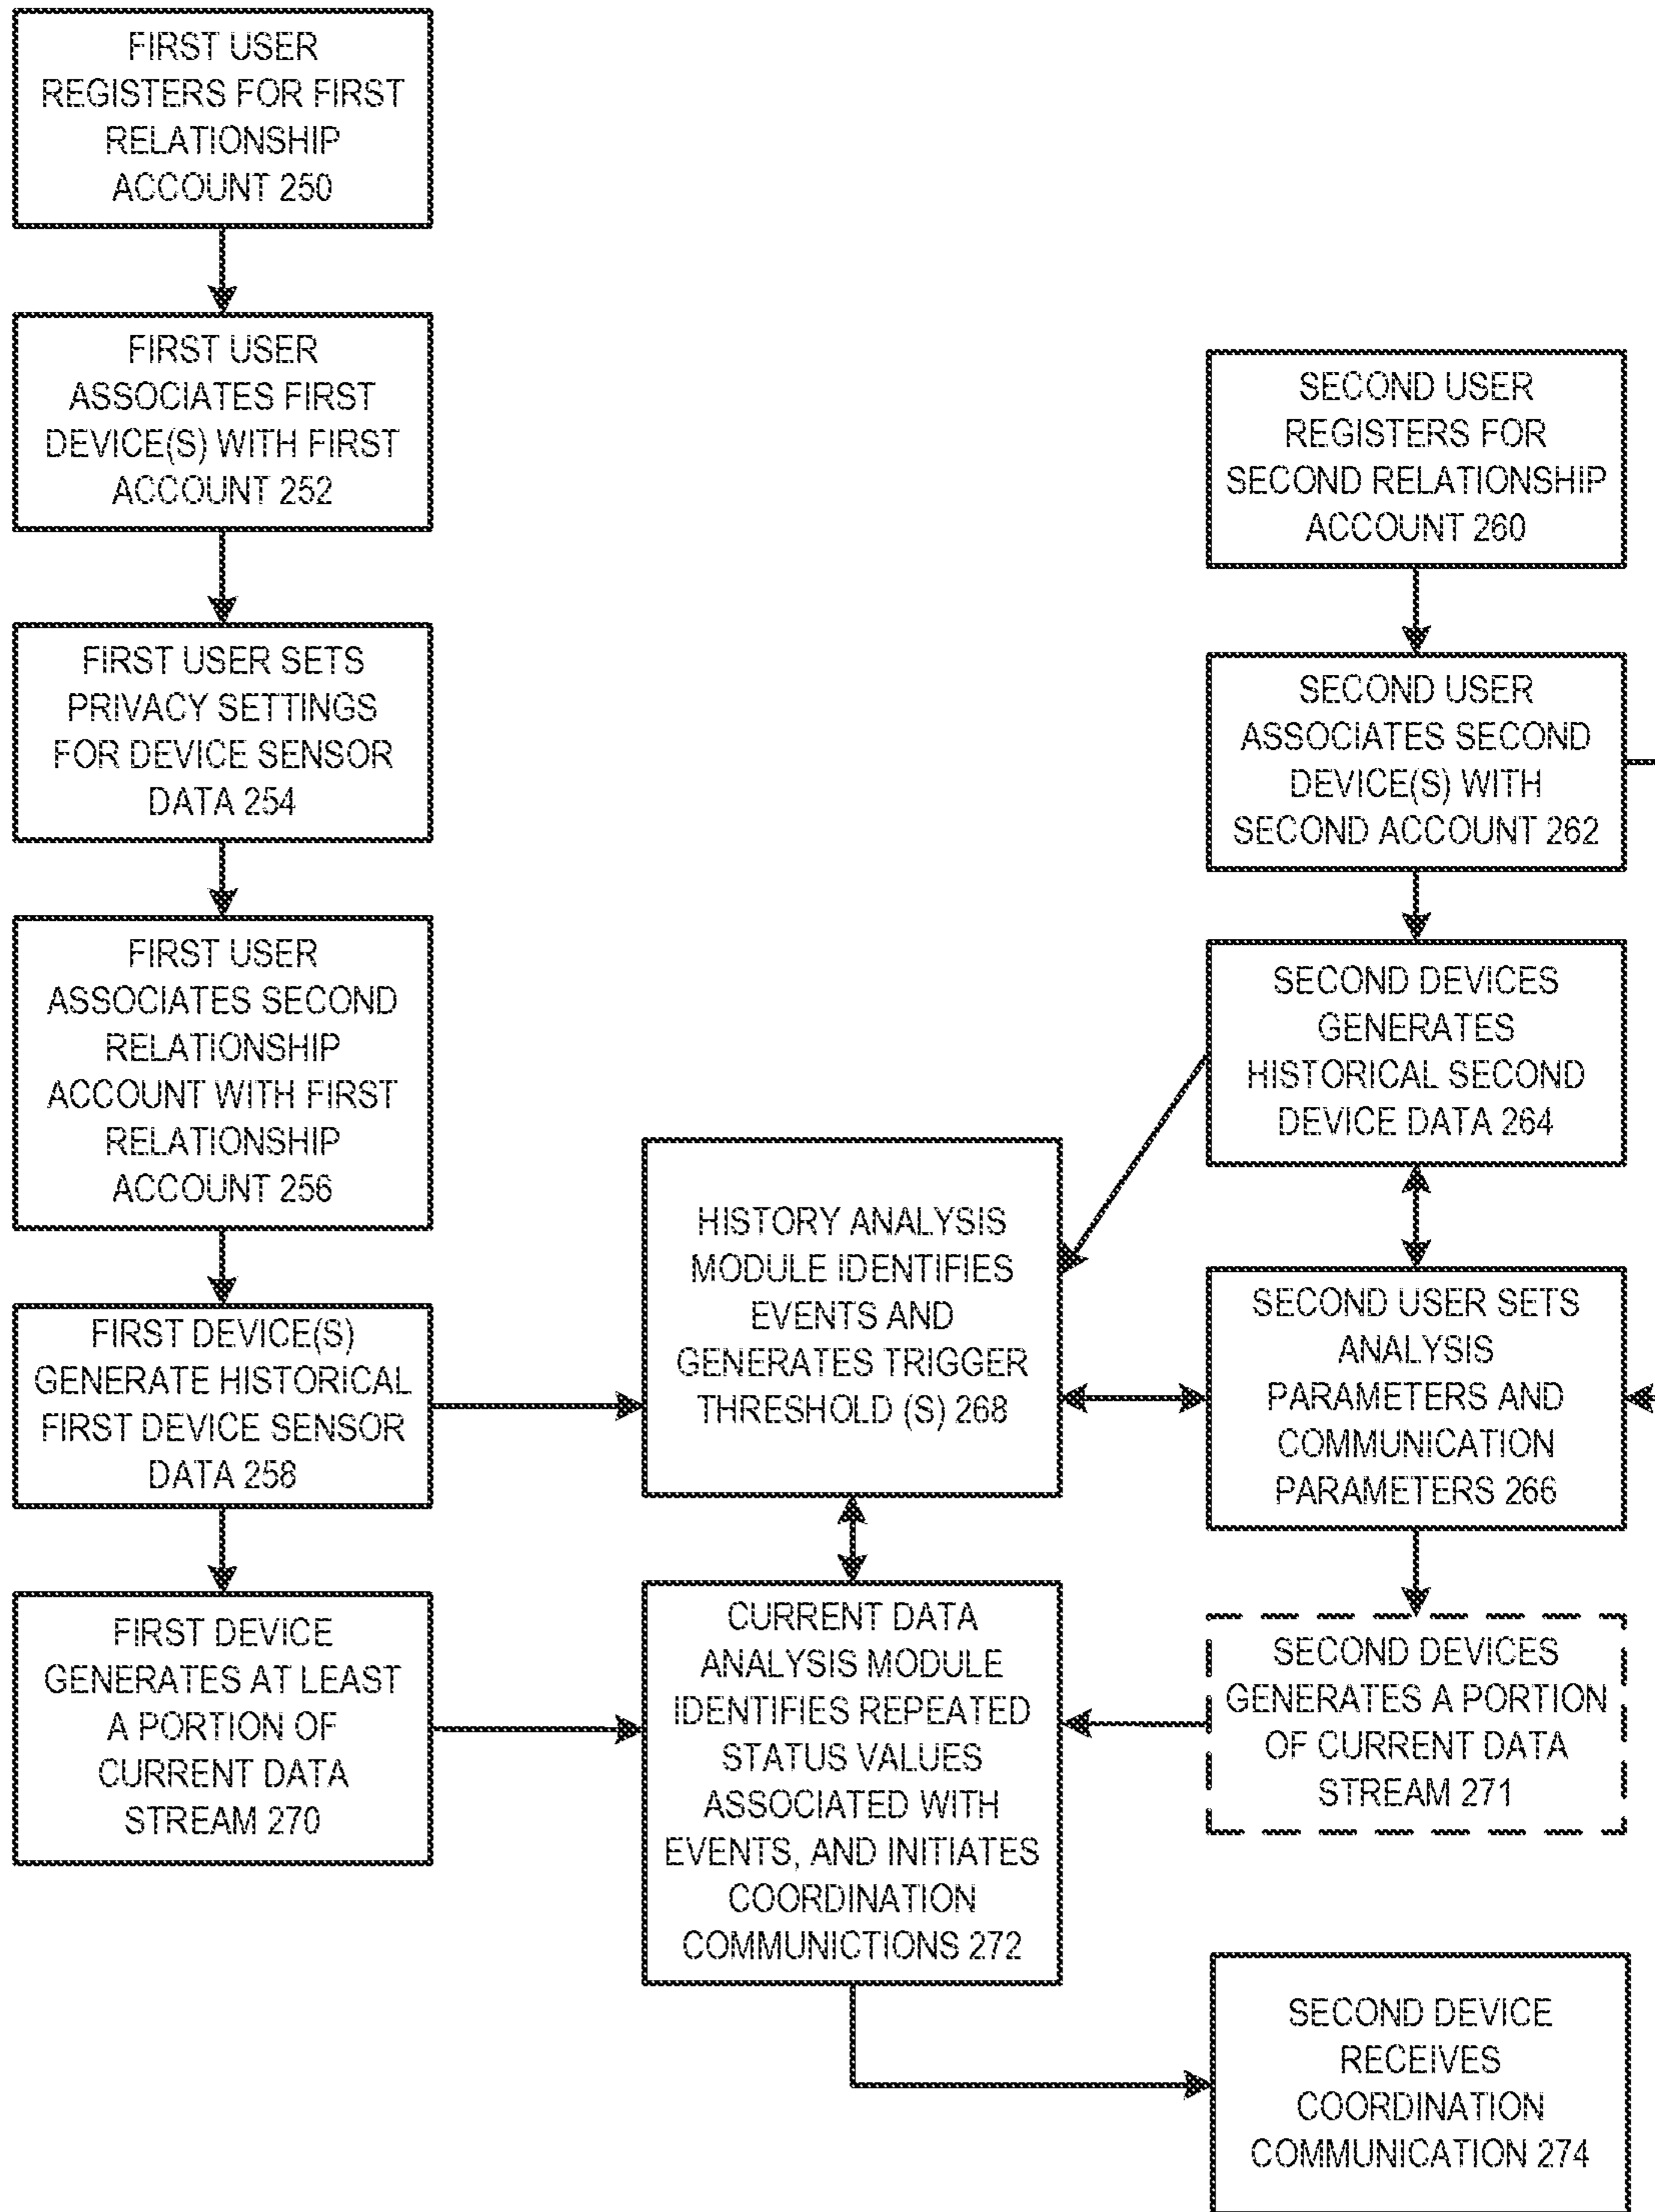 FIRST USER
REGISTERS FOR FIRST
RELATIONSHIP
ACCOUNT 250
FIRST USER
ASSOCIATES FIRST
DEVICE(S) WITH FIRST
ACCOUNT 252
FIRST USER SETS
PRIVACY SETTINGS
FOR DEVICE SENSOR
DATA 254
FIRST USER
ASSOCIATES SECOND
RELATIONSHIP
ACCOUNT WITH FIRST
RELATIONSHIP
ACCOUNT 256
FIRST DEVICE(S)
GENERATE HISTORICAL
FIRST DEVICE SENSOR
DATA 258
FIRST DEVICE
GENERATES AT LEAST
A PORTION OF
CURRENT DATA
STREAM 270
HISTORY ANALYSIS
MODULE IDENTIFIES
EVENTS AND
GENERATES TRIGGER
THRESHOLD (S) 268
CURRENT DATA
ANALYSIS MODULE
IDENTIFIES REPEATED
STATUS VALUES
ASSOCIATED WITH
EVENTS, AND INITIATES
COORDINATION
COMMUNICTIONS 272
SECOND USER
REGISTERS FOR
SECOND RELATIONSHIP
ACCOUNT 260
SECOND USER
ASSOCIATES SECOND
DEVICE(S) WITH
SECOND ACCOUNT 262
SECOND DEVICES
GENERATES
HISTORICAL SECOND
DEVICE DATA 264
SECOND USER SETS
ANALYSIS
PARAMETERS AND
COMMUNICATION
PARAMETERS 266
SECOND DEVICES
GENERATES A PORTION
OF CURRENT DATA
STREAM 271
SECOND DEVICE
RECEIVES
COORDINATION
COMMUNICATION 274